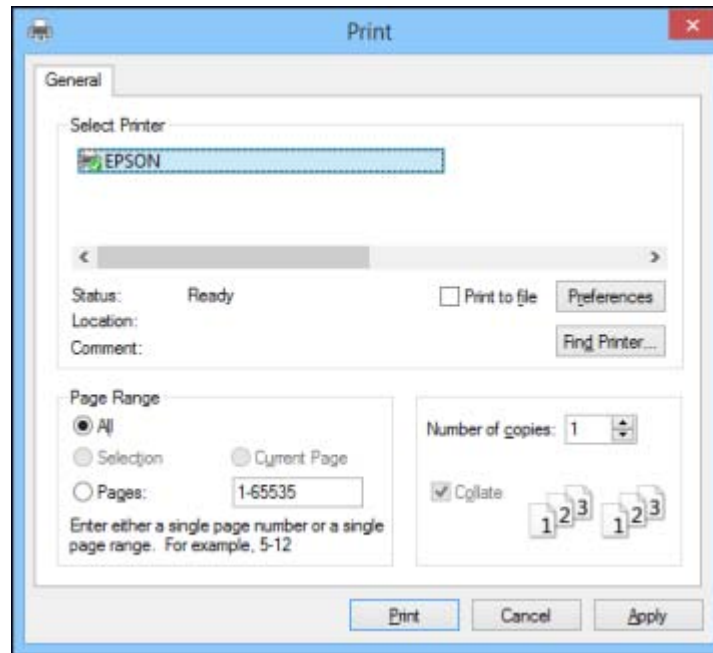 Print
General
Select Printer
EPSON
Status: Ready
Print to file
Preferences
Location:
Comment:
Find Printer...
Page Range
All
Selection
Current Page
Pages: 1-65535
Enter either a single page number or a single
page range. For example, 5-12
Number of copies: 1
Collate
1 2 3 1 2 3
Print
Cancel
Apply